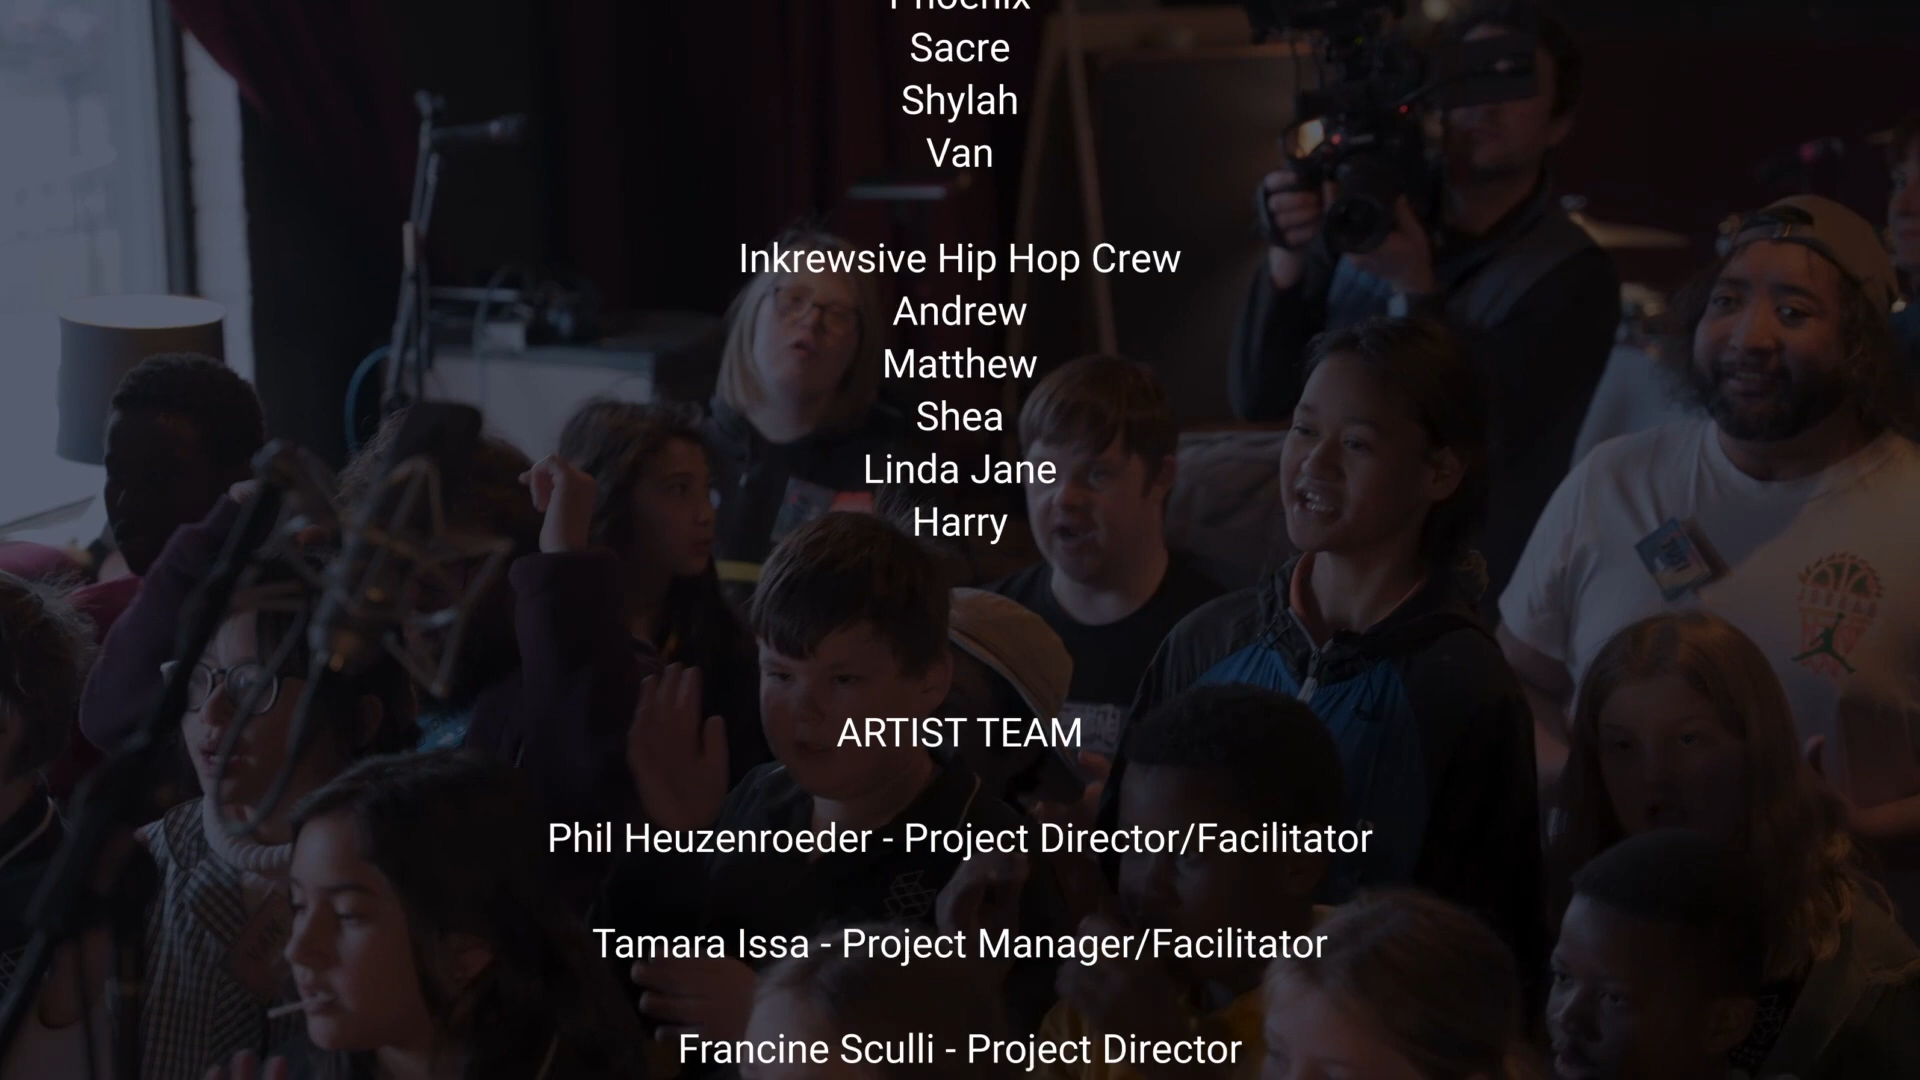 Phoenix
Sacre
Shylah
Van
Inkrewsive Hip Hop Crew
Andrew
Matthew
Shea
Linda Jane
Harry
ARTIST TEAM
Phil Heuzenroeder - Project Director/Facilitator
Tamara Issa - Project Manager/Facilitator
Francine Sculli - Project Director